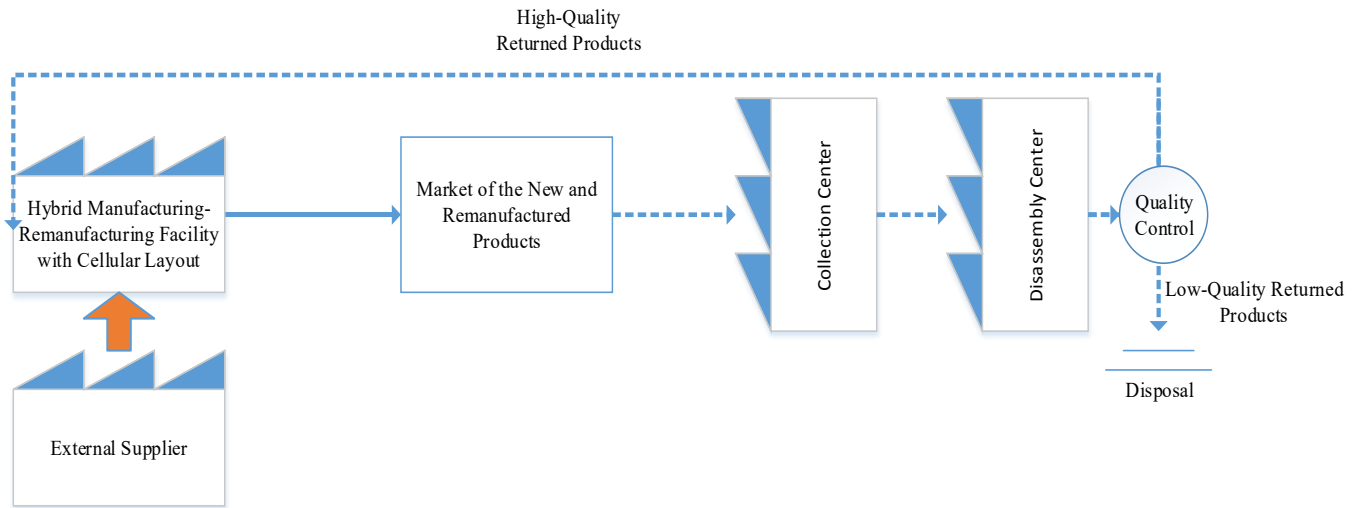 High-Quality
Returned Products
Hybrid Manufacturing-
Remanufacturing Facility
with Cellular Layout
Market of the New and
Remanufactured
Products
Collection Center
Disassembly Center
Quality
Control
Low-Quality Returned
Products
Disposal
External Supplier